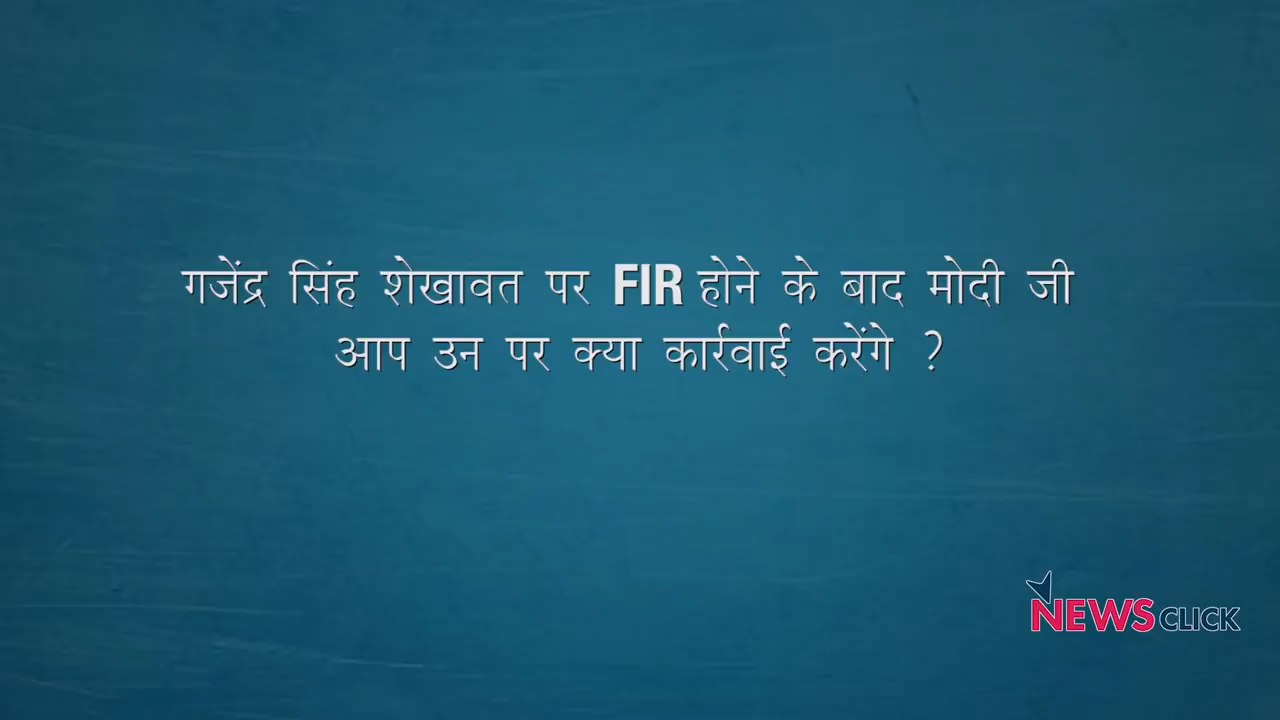 गजेंद्र सिंह शेखावत पर FIR होने के बाद मोदी जी
आप उन पर क्या कार्रवाई करेंगे ?
NEWSCLICK